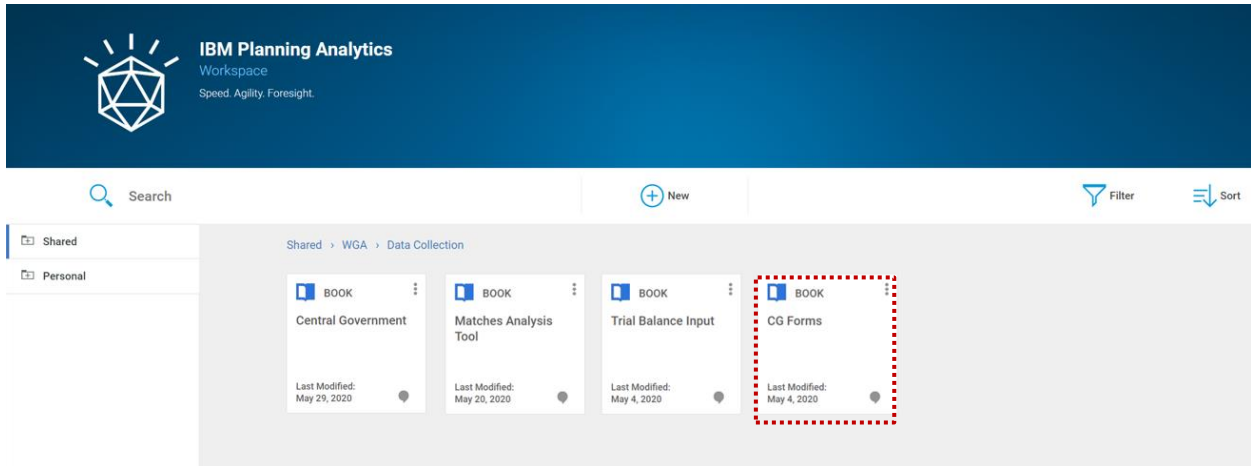 IBM Planning Analytics
Workspace
Speed. Agility. Foresight.
Search
New
Filter
Sort
Shared
Personal
Shared › WGA › Data Collection
BOOK
Central Government
Last Modified:
May 29, 2020
BOOK
Matches Analysis
Tool
Last Modified:
May 20, 2020
BOOK
Trial Balance Input
Last Modified:
May 4, 2020
BOOK
CG Forms
Last Modified:
May 4, 2020